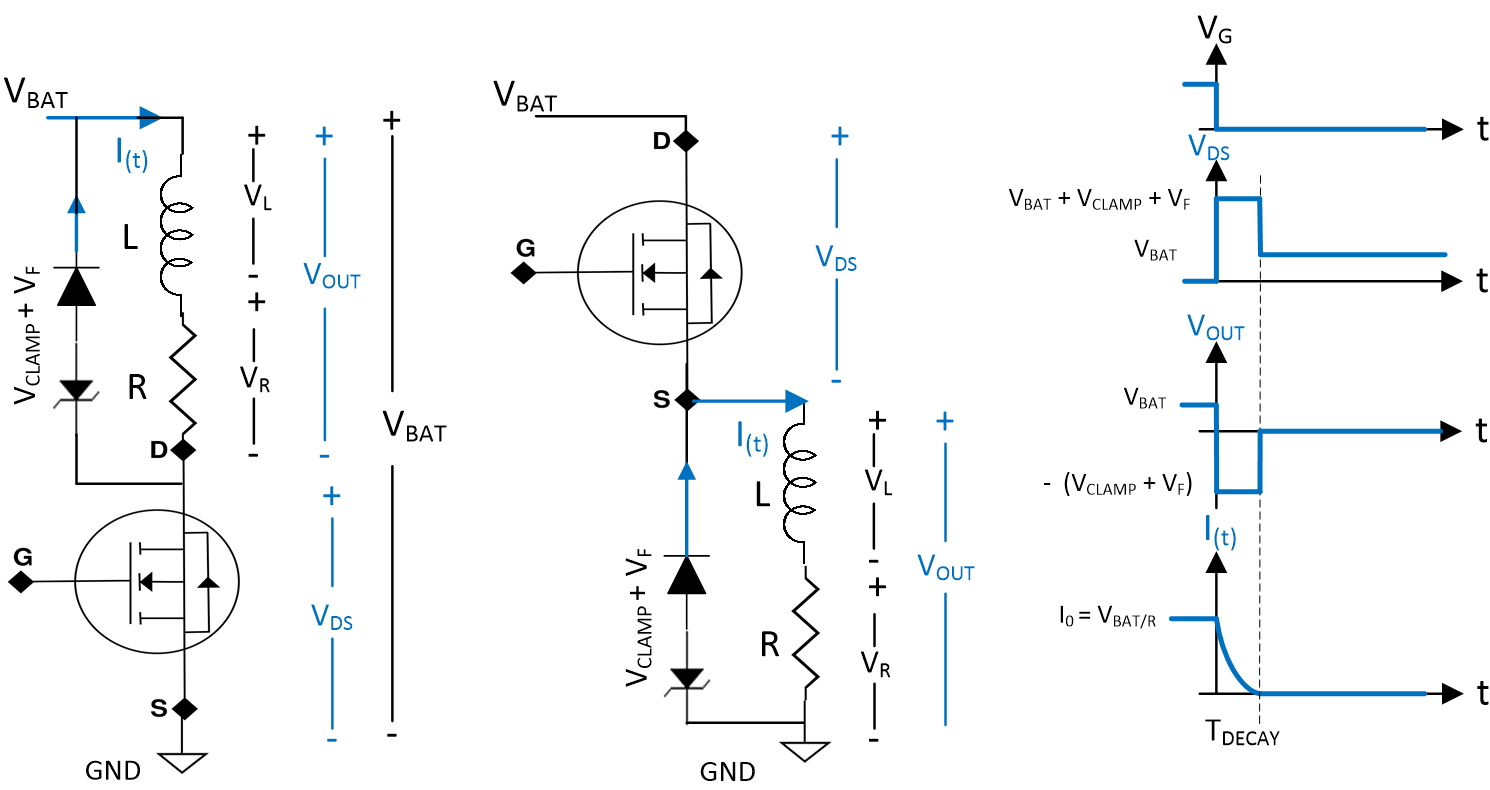 VBAT
I(t)
L
VCLAMP + VF
R
D
G
S
GND
+
VL
-
+
VR
-
+
VOUT
-
+
VDS
-
+
VBAT
-
VBAT
D
G
S
+
VDS
-
I(t)
L
VCLAMP + VF
R
GND
+
VL
-
+
VR
-
+
VOUT
VG
t
VDS
VBAT + VCLAMP + VF
VBAT
t
VOUT
VBAT
t
- (VCLAMP + VF)
I(t)
I0 = VBAT/R
t
TDECAY